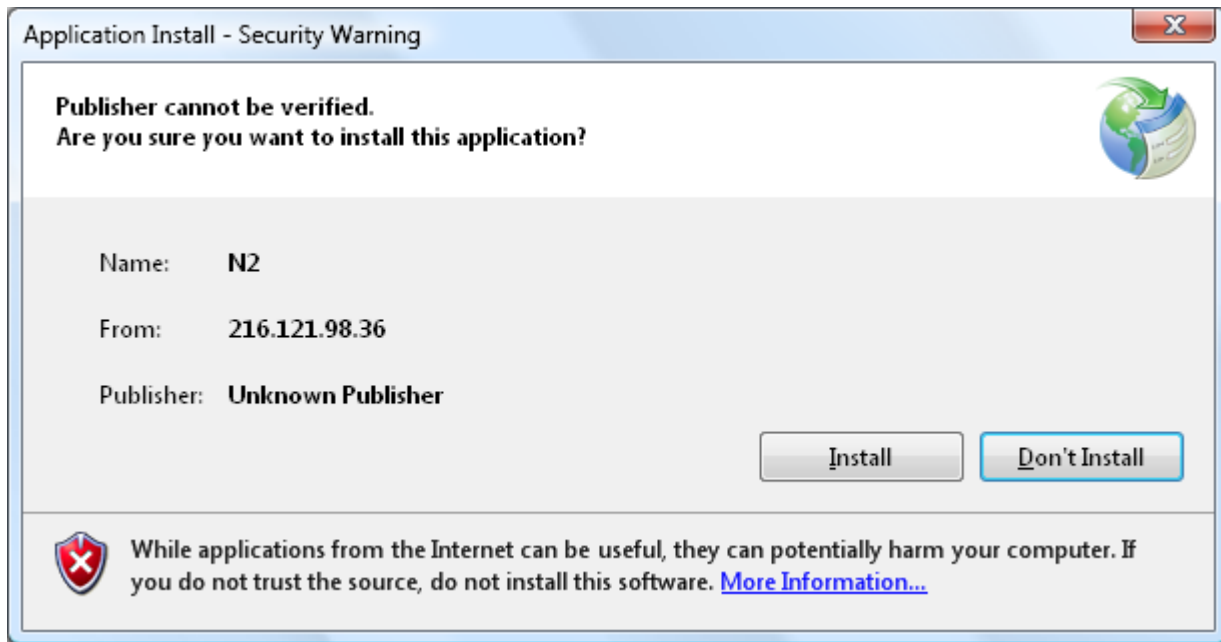 Application Install - Security Warning
Publisher cannot be verified.
Are you sure you want to install this application?
Name: N2
From: 216.121.98.36
Publisher: Unknown Publisher
Install Don't Install
While applications from the Internet can be useful, they can potentially harm your computer. If
you do not trust the source, do not install this software. More Information...